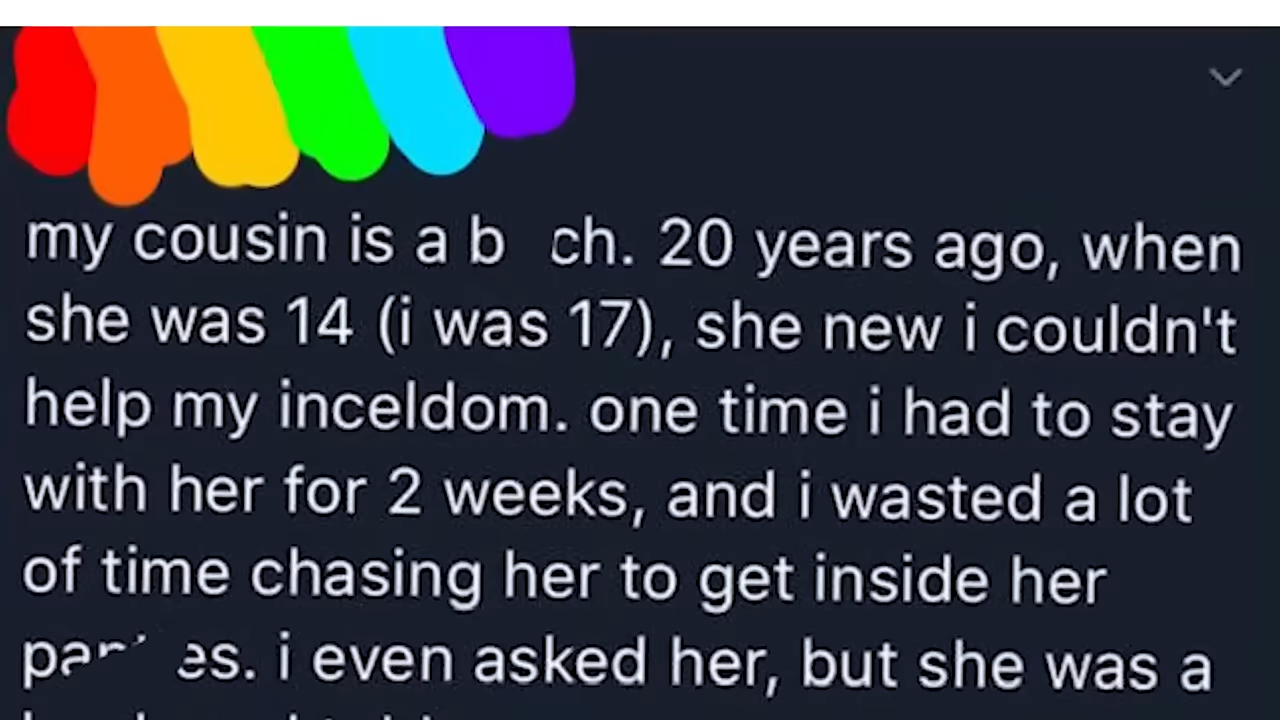 my cousin is a b ch. 20 years ago, when
she was 14 (i was 17), she new i couldn't
help my inceldom. one time i had to stay
with her for 2 weeks, and i wasted a lot
of time chasing her to get inside her
i even asked her, but she was a